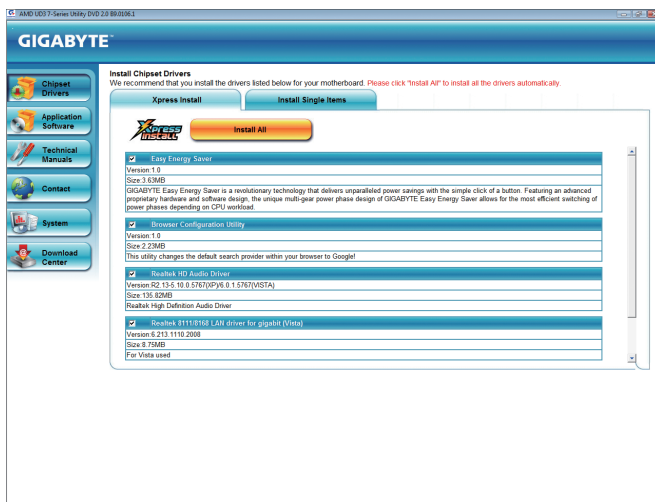 AMD UD3 7-Series Utility DVD 2.0 B9.0106.1
GIGABYTE™
Chipset
Drivers
Application
Software
Technical
Manuals
Contact
System
Download
Center
Install Chipset Drivers
We recommend that you install the drivers listed below for your motherboard. Please click "Install All" to install all the drivers automatically.
Xpress Install
Install Single Items
Xpress
Install
Install All
Easy Energy Saver
Version:1.0
Size:3.63MB
GIGABYTE Easy Energy Saver is a revolutionary technology that delivers unparalleled power savings with the simple click of a button. Featuring an advanced
proprietary hardware and software design, the unique multi-gear power phase design of GIGABYTE Easy Energy Saver allows for the most efficient switching of
power phases depending on CPU workload.
Browser Configuration Utility
Version:1.0
Size:2.23MB
This utility changes the default search provider within your browser to Google!
Realtek HD Audio Driver
Version:R2.13-5.10.0.5767(XP)/6.0.1.5767(VISTA)
Size:135.82MB
Realtek High Definition Audio Driver
Realtek 8111/8168 LAN driver for gigabit (Vista)
Version:6.213.1110.2008
Size:8.75MB
For Vista used